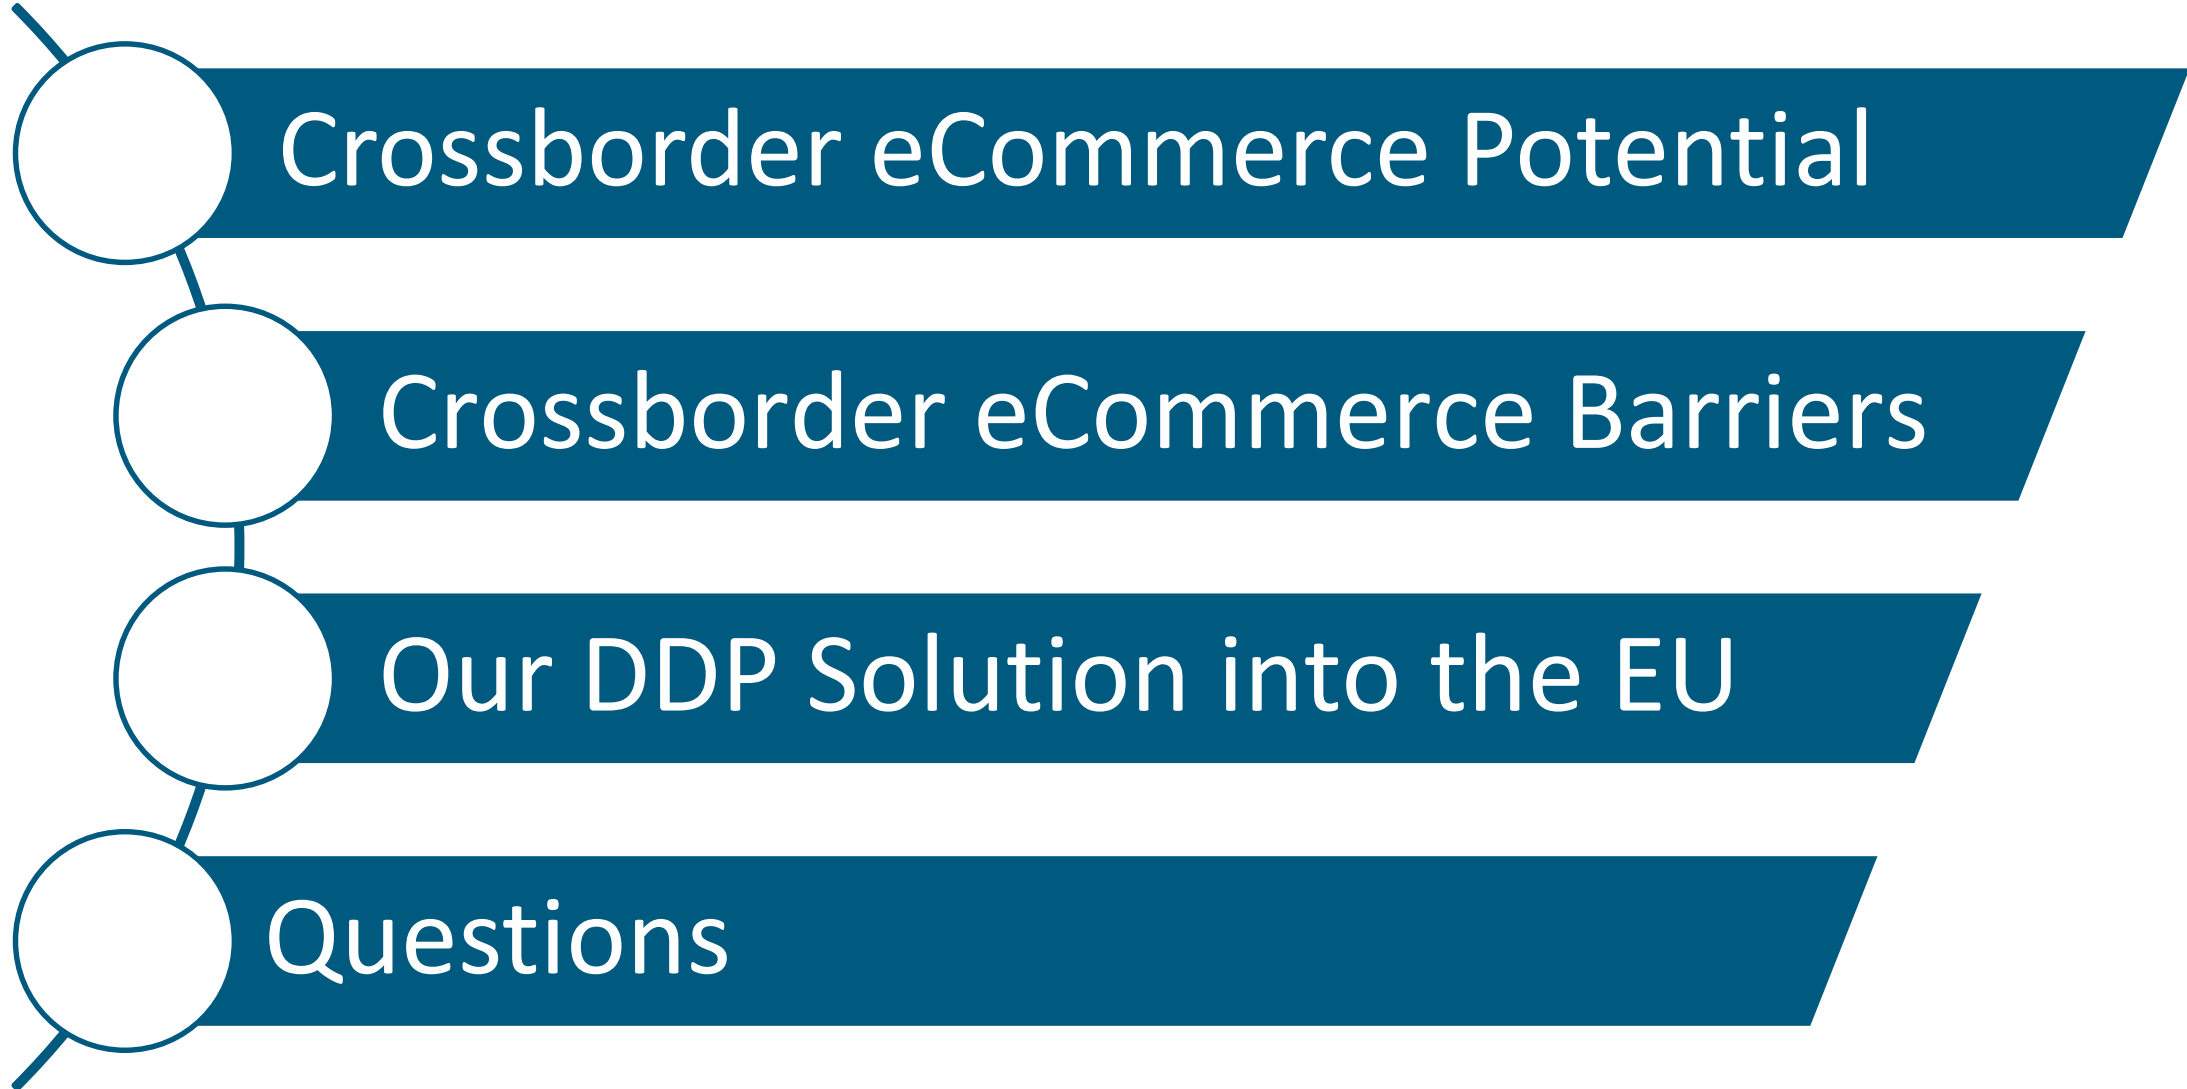 Crossborder eCommerce Potential
Crossborder eCommerce Barriers
Our DDP Solution into the EU
Questions